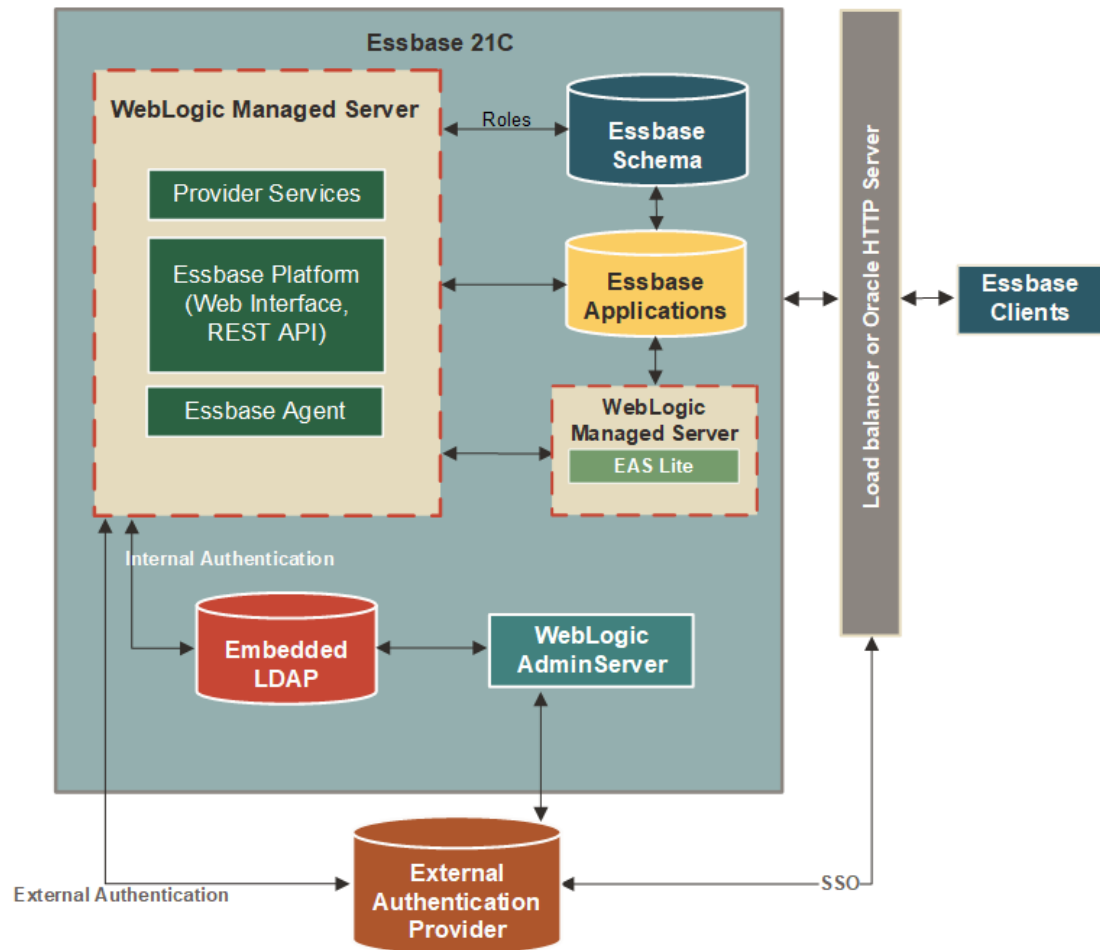 Essbase 21C
WebLogic Managed Server
Provider Services
Essbase Platform
(Web Interface,
REST API)
Essbase Agent
Roles
Essbase
Schema
Essbase
Applications
WebLogic
Managed Server
EAS Lite
Internal Authentication
Embedded
LDAP
WebLogic
AdminServer
External Authentication
External
Authentication
Provider
SSO
Load balancer or Oracle HTTP Server
Essbase
Clients